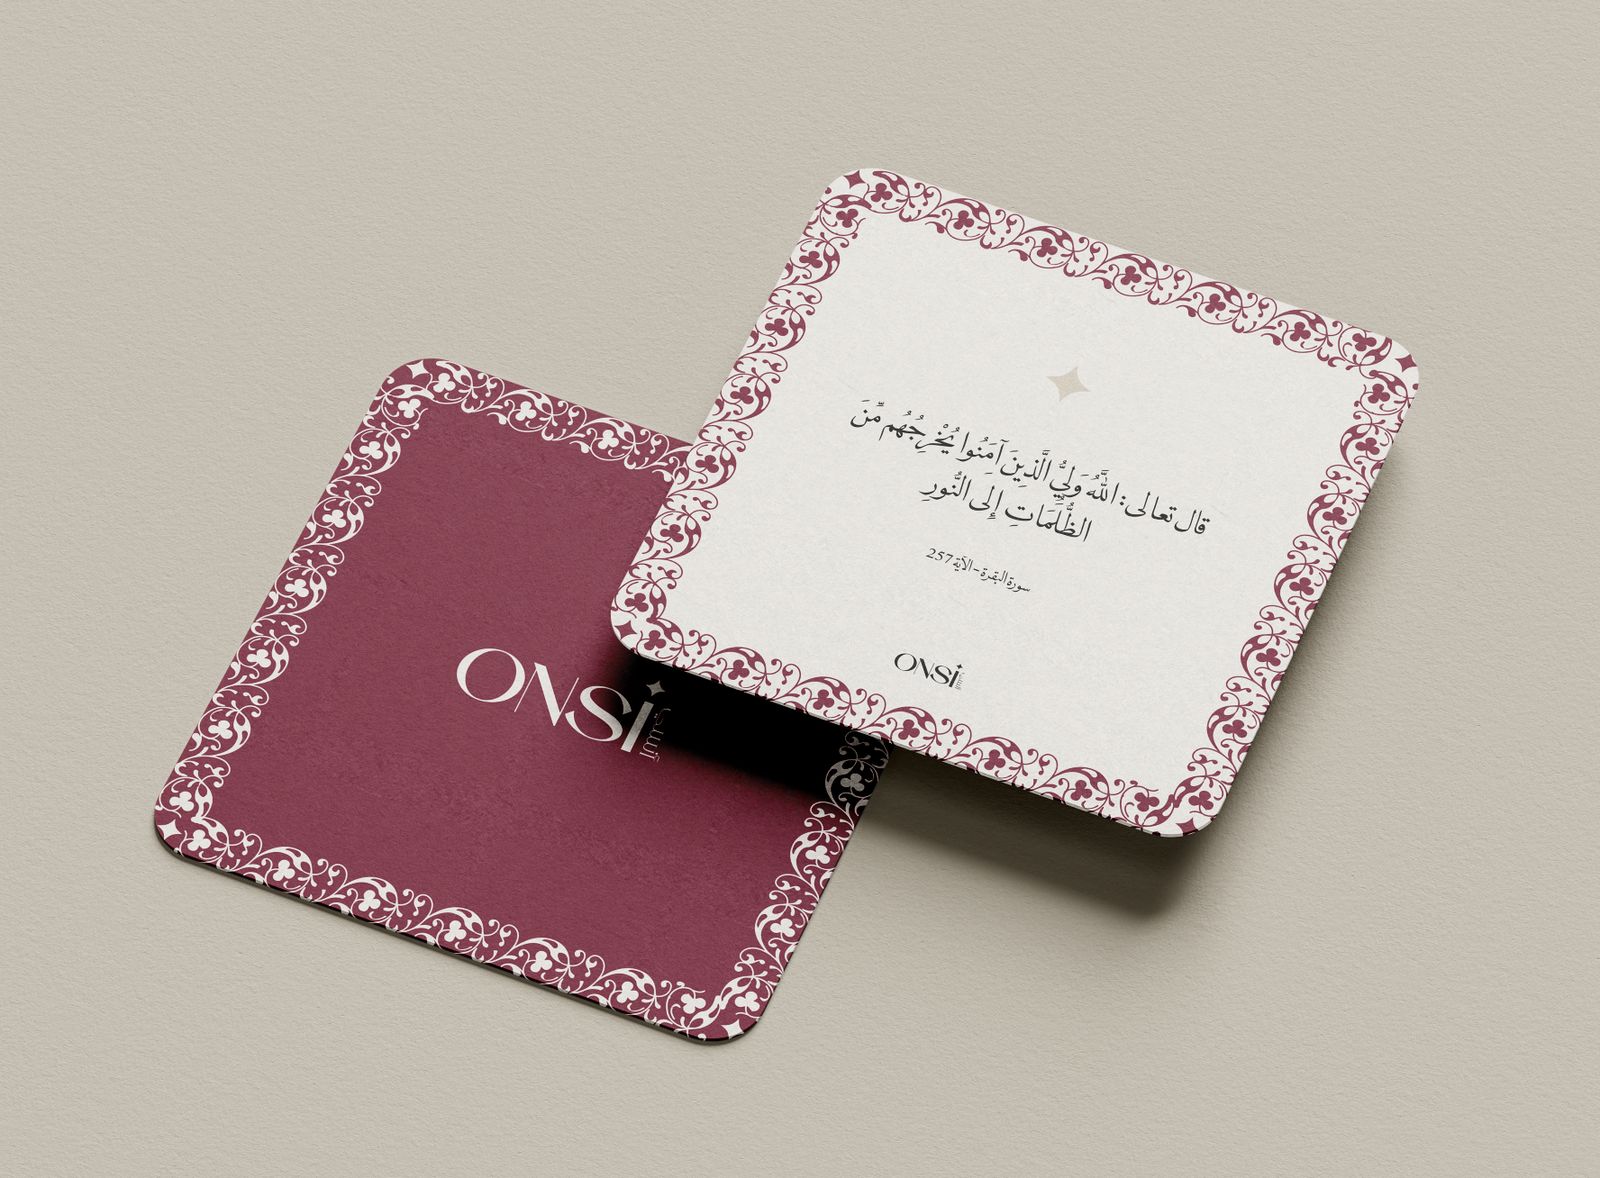 قال تعالى: اللَّهُ وَلِيُّ الَّذِينَ آمَنُوا يُخْرِجُهُم مِّنَ
الظُّلُمَاتِ إِلَى النُّورِ
سورة البقرة - الآية 257
ONSi
ONSi